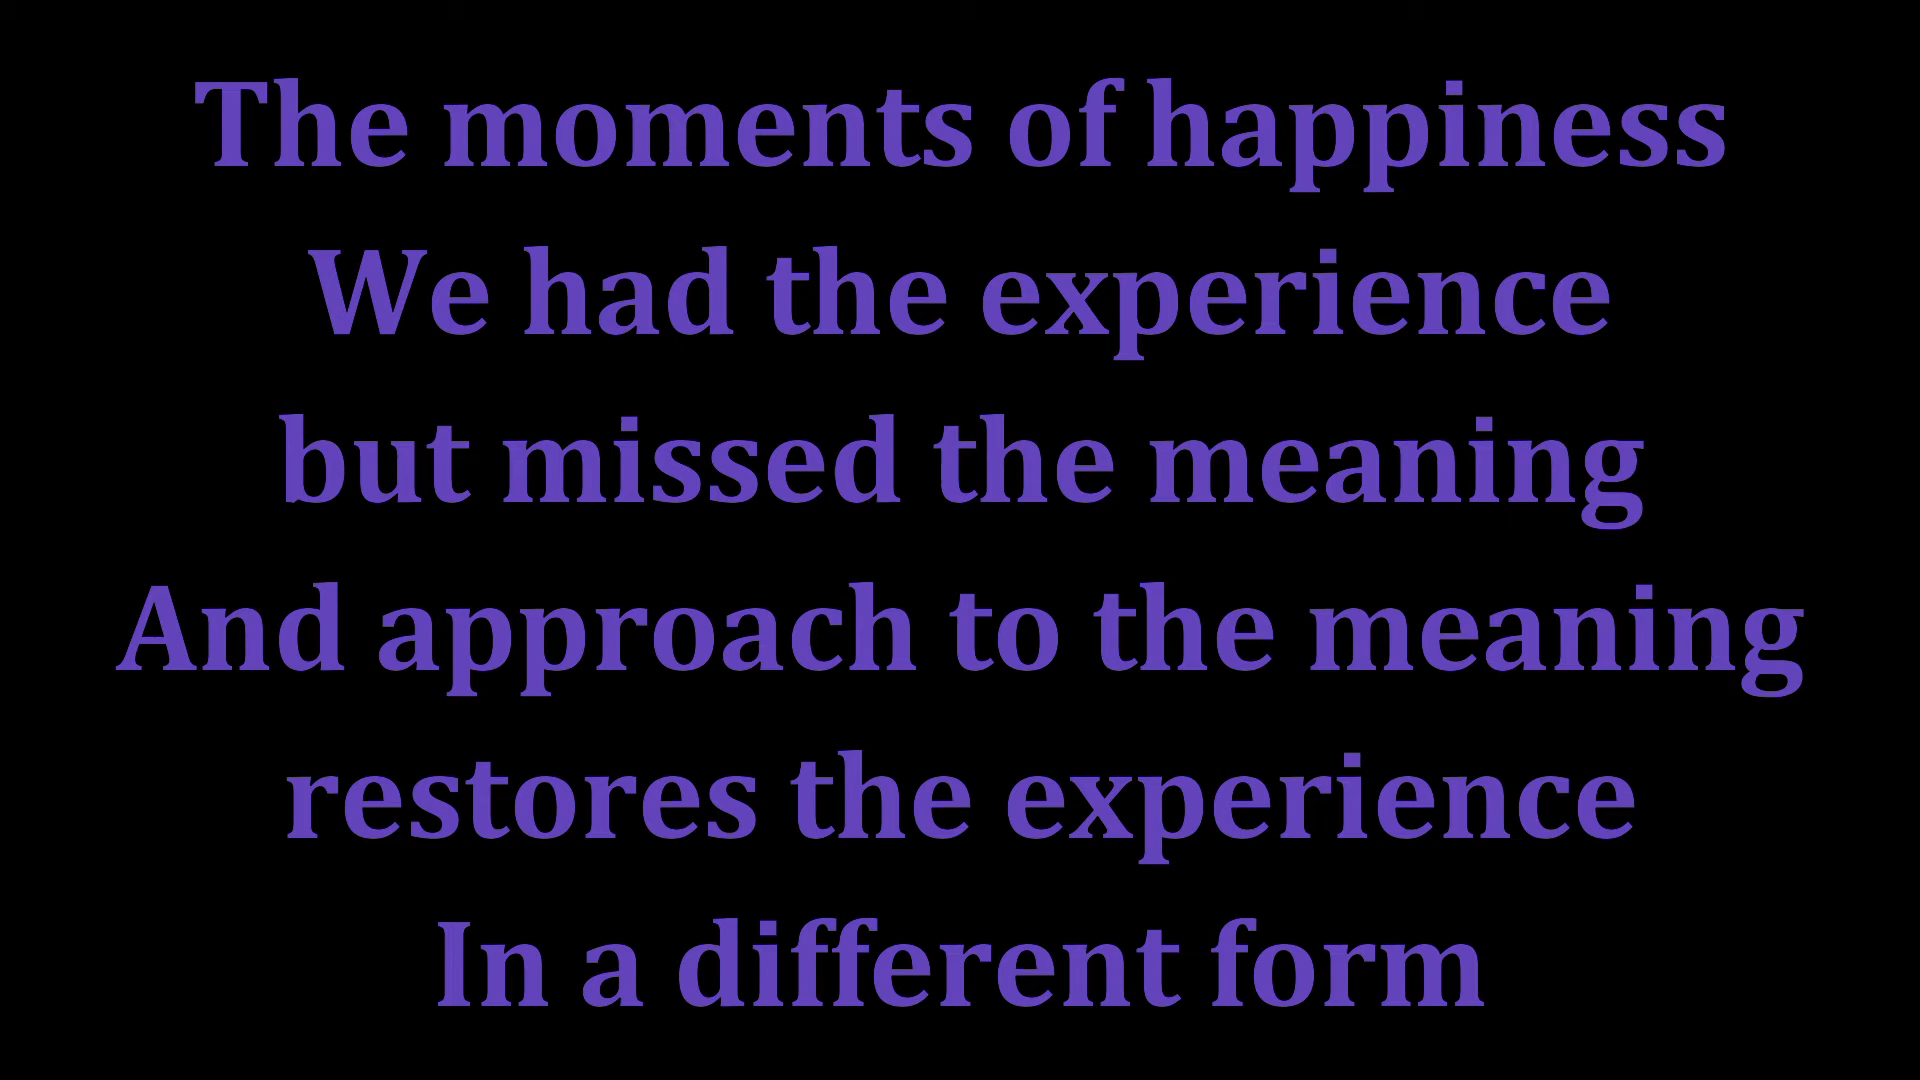 The moments of happiness
We had the experience
but missed the meaning
And approach to the meaning
restores the experience
In a different form